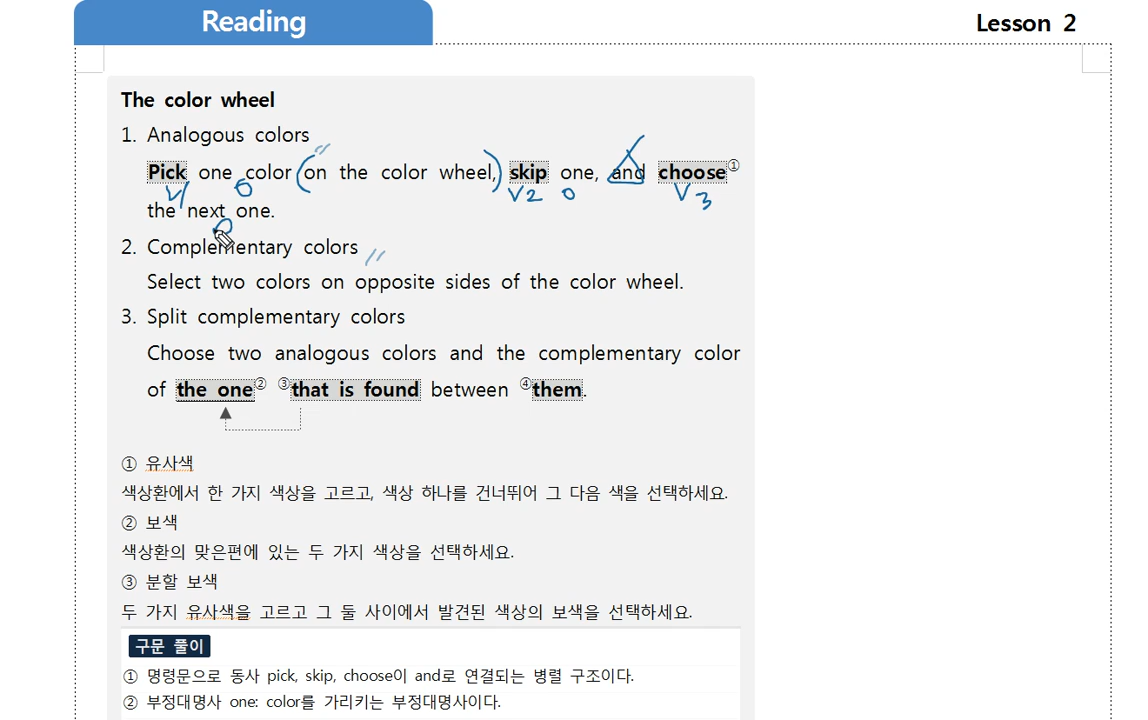 Reading
Lesson 2
The color wheel
1. Analogous colors
Pick one color (on the color wheel,) skip one, and choose①
V1 O V2 O V3
the next one.
O
2. Complementary colors
Select two colors on opposite sides of the color wheel.
3. Split complementary colors
Choose two analogous colors and the complementary color
of the one② ③that is found between ④them.
① 유사색
색상환에서 한 가지 색상을 고르고, 색상 하나를 건너뛰어 그 다음 색을 선택하세요.
② 보색
색상환의 맞은편에 있는 두 가지 색상을 선택하세요.
③ 분할 보색
두 가지 유사색을 고르고 그 둘 사이에서 발견된 색상의 보색을 선택하세요.
구문 풀이
① 명령문으로 동사 pick, skip, choose이 and로 연결되는 병렬 구조이다.
② 부정대명사 one: color를 가리키는 부정대명사이다.